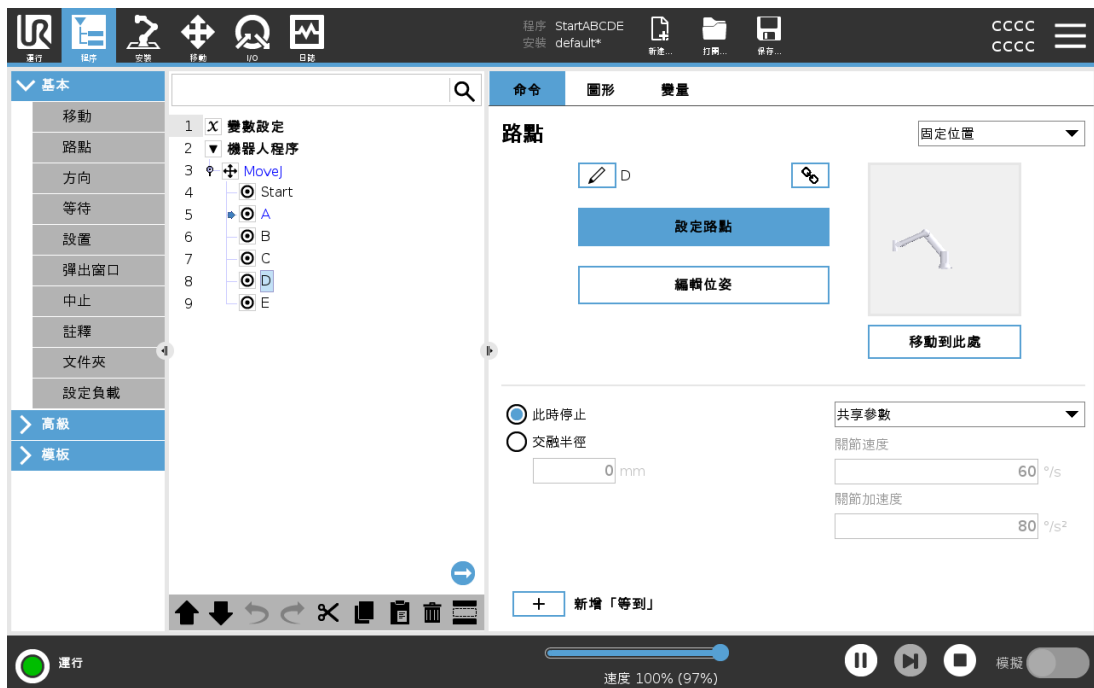 UR
程序 StartABCDE
安裝 default*
CCCC
CCCC
運行
程序
安裝
移動
I/O
日誌
新建...
打開...
保存...
基本
移動
路點
方向
等待
設置
彈出窗口
中止
註釋
文件夾
設定負載
高級
模板
1 X 變數設定
2 ▼ 機器人程序
3 MoveJ
4 Start
5 A
6 B
7 C
8 D
9 E
命令 圖形 變量
路點
固定位置
D
設定路點
編輯位姿
移動到此處
此時停止
交融半徑
0 mm
共享參數
關節速度
60 °/s
關節加速度
80 °/s²
+ 新增「等到」
運行
速度 100% (97%)
模擬